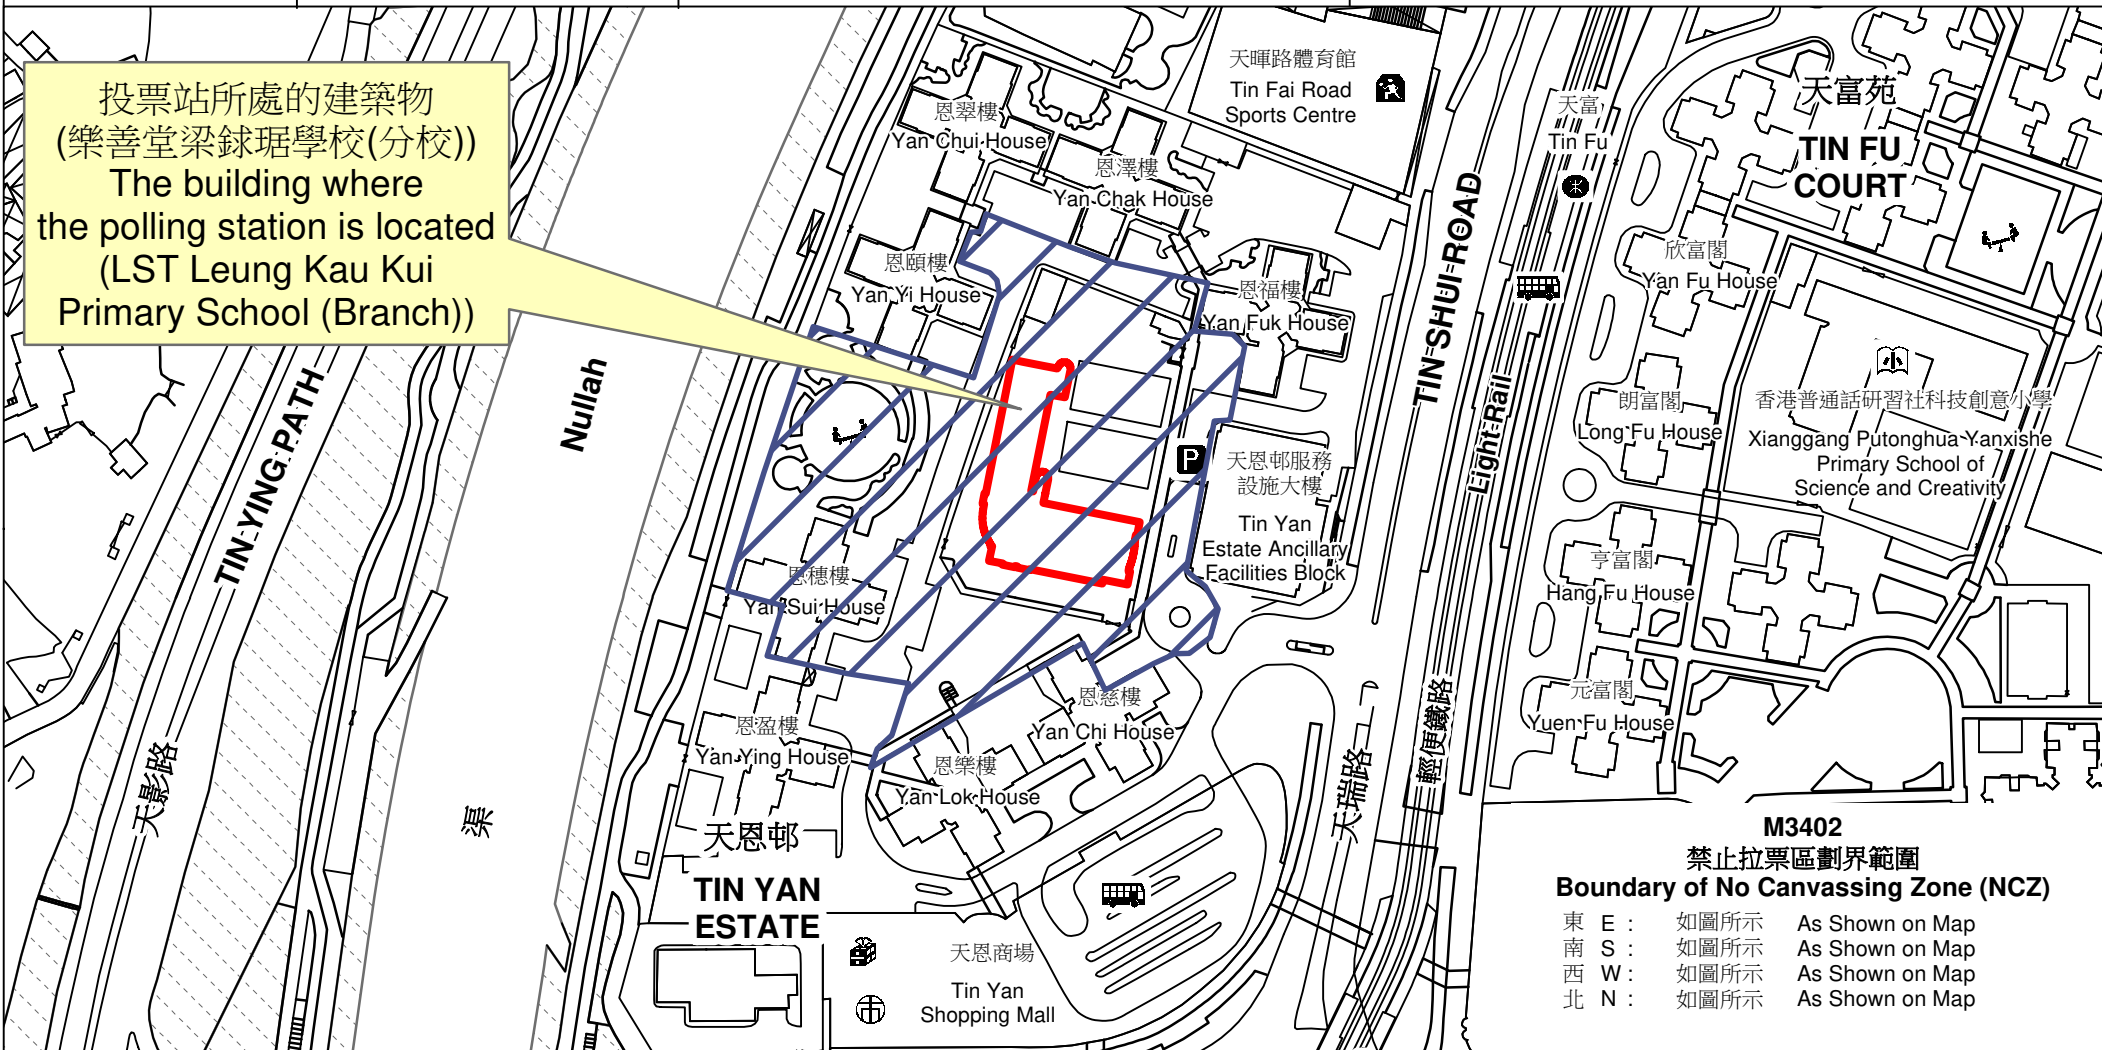 投票站所處的建築物
(樂善堂梁銶琚學校(分校))
The building where
the polling station is located
(LST Leung Kau Kui
Primary School (Branch))
天暉路體育館
Tin Fai Road
Sports Centre
恩翠樓
Yan Chui House
恩澤樓
Yan Chak House
天富
Tin Fu
天富苑
TIN FU
COURT
恩頤樓
Yan Yi House
恩福樓
Yan Fuk House
TIN SHUI ROAD
欣富閣
Yan Fu House
TIN YING PATH
Nullah
Light Rail
朗富閣
Long Fu House
香港普通話研習社科技創意小學
Xianggang Putonghua Yanxishe
Primary School of
Science and Creativity
P
天恩邨服務
設施大樓
Tin Yan
Estate Ancillary
Facilities Block
恩穗樓
Yan Sui House
亨富閣
Hang Fu House
恩慈樓
Yan Chi House
元富閣
Yuen Fu House
恩盈樓
Yan Ying House
恩樂樓
Yan Lok House
天影路
渠
天瑞路
輕便鐵路
天恩邨
TIN YAN
ESTATE
天恩商場
Tin Yan
Shopping Mall
M3402
禁止拉票區劃界範圍
Boundary of No Canvassing Zone (NCZ)
東 E : 如圖所示 As Shown on Map
南 S : 如圖所示 As Shown on Map
西 W : 如圖所示 As Shown on Map
北 N : 如圖所示 As Shown on Map